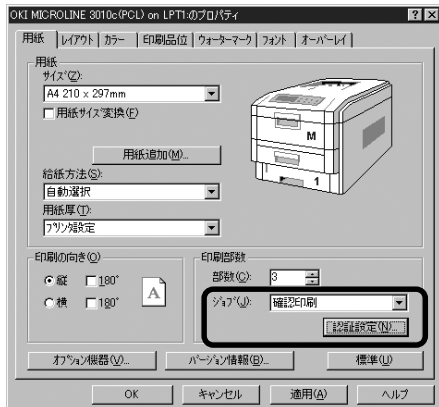 OKI MICROLINE 3010c(PCL) on LPT1:のプロパティ
用紙 レイアウト カラー 印刷品位 ウォーターマーク フォント オーバーレイ
用紙
サイズ(Z):
A4 210 x 297mm
用紙サイズ変換(F)
用紙追加(M)...
給紙方法(S):
自動選択
用紙厚(T):
プリンタ設定
M
1
印刷の向き(O)
縦 180°
横 180°
A
印刷部数
部数(C): 3
ジョブ(J): 確認印刷
認証設定(N)...
オプション機器(V)... バージョン情報(B)... 標準(U)
OK キャンセル 適用(A) ヘルプ